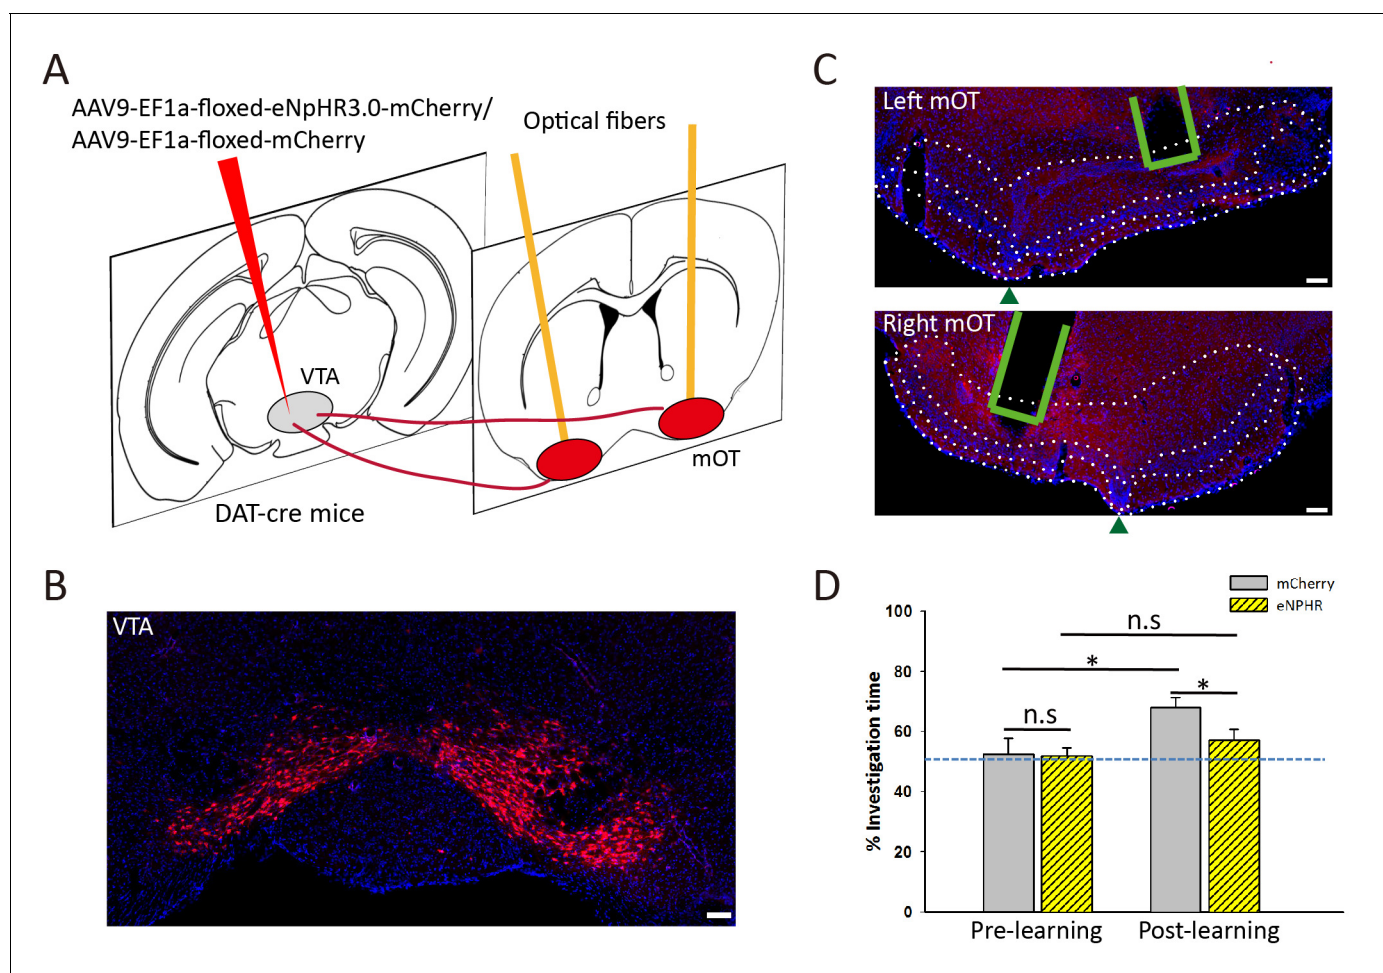 A
AAV9-EF1a-floxed-eNpHR3.0-mCherry/
AAV9-EF1a-floxed-mCherry
Optical fibers
VTA
mOT
DAT-cre mice
B
VTA
C
Left mOT
Right mOT
D
mCherry
eNPHR
% Investigation time
100
80
60
40
20
0
n.s
*
*
n.s
Pre-learning
Post-learning